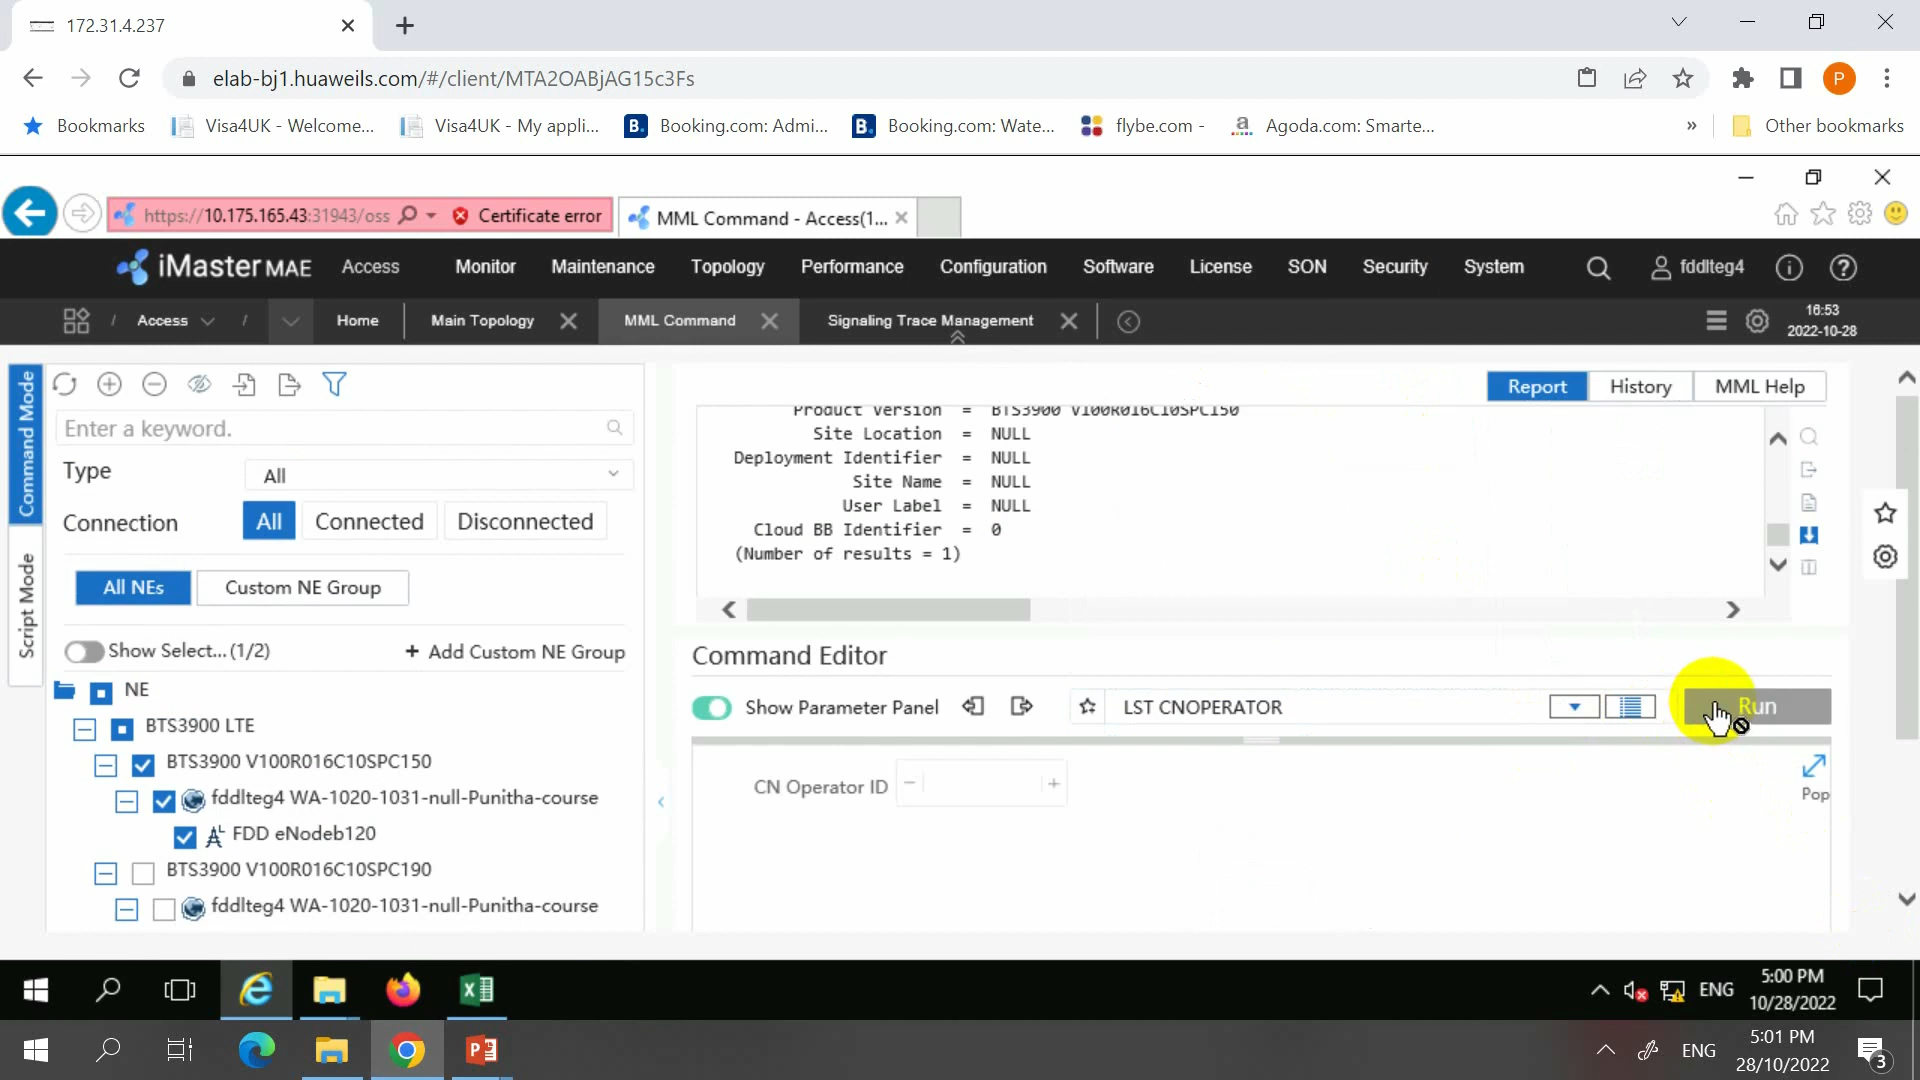 172.31.4.237
elab-bj1.huaweils.com/#/client/MTA2OABjAG15c3Fs
P
Bookmarks
Visa4UK - Welcome...
Visa4UK - My appli...
B. Booking.com: Admi...
B. Booking.com: Wate...
flybe.com -
a Agoda.com: Smarte...
»
Other bookmarks
https://10.175.165.43:31943/oss
Certificate error
MML Command - Access(1...
iMaster MAE
Access
Monitor
Maintenance
Topology
Performance
Configuration
Software
License
SON
Security
System
fddlteg4
/ Access /
Home
Main Topology
MML Command
Signaling Trace Management
16:53
2022-10-28
Command Mode
Script Mode
Enter a keyword.
Type
All
Connection
All
Connected
Disconnected
All NEs
Custom NE Group
Show Select... (1/2)
+ Add Custom NE Group
NE
BTS3900 LTE
BTS3900 V100R016C10SPC150
fddlteg4 WA-1020-1031-null-Punitha-course
FDD eNodeb120
BTS3900 V100R016C10SPC190
fddlteg4 WA-1020-1031-null-Punitha-course
Report
History
MML Help
Product Version = BTS3900 V100R016C10SPC150
Site Location = NULL
Deployment Identifier = NULL
Site Name = NULL
User Label = NULL
Cloud BB Identifier = 0
(Number of results = 1)
Command Editor
Show Parameter Panel
LST CNOPERATOR
Run
CN Operator ID
Pop
ENG
5:00 PM
10/28/2022
ENG
5:01 PM
28/10/2022
3